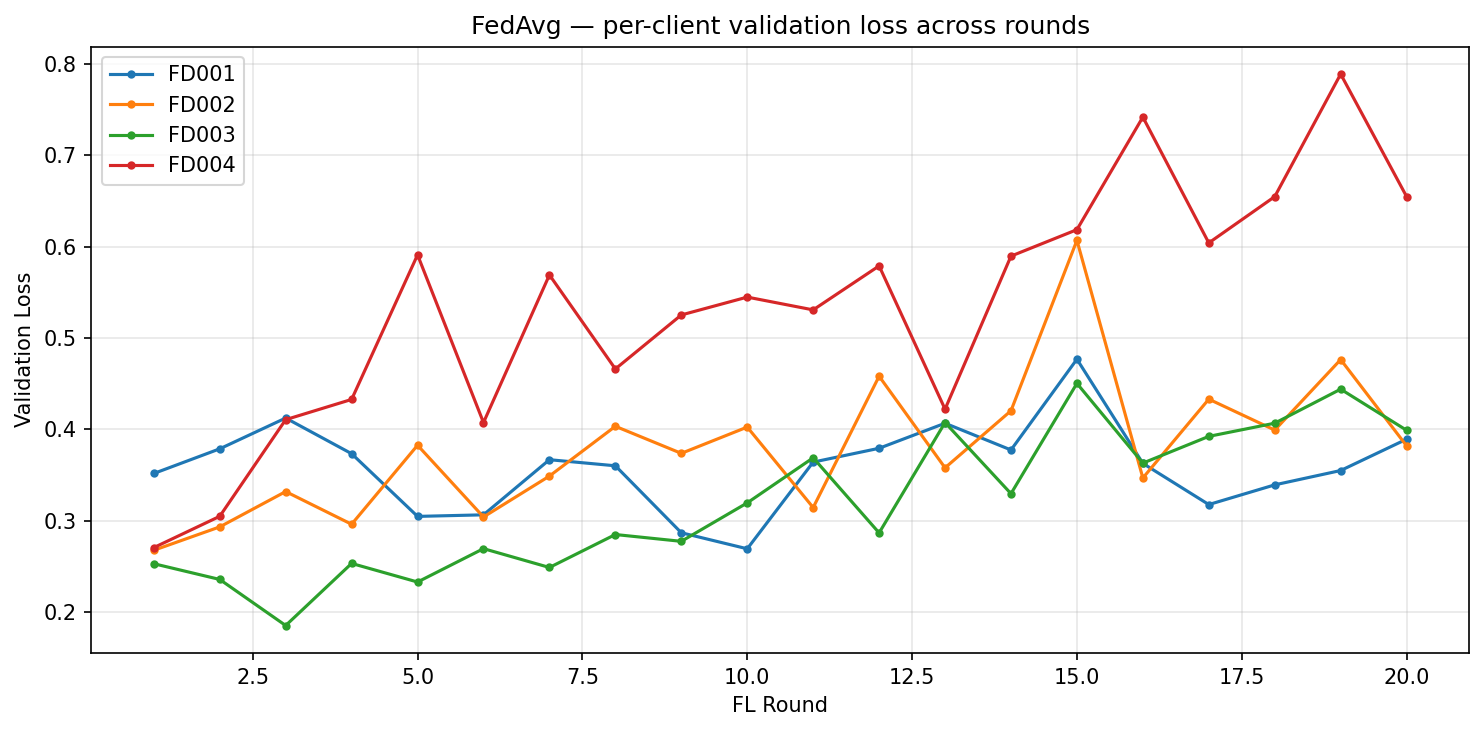 FedAvg — per-client validation loss across rounds
FD001
FD002
FD003
FD004
Validation Loss
0.8
0.7
0.6
0.5
0.4
0.3
0.2
2.5 5.0 7.5 10.0 12.5 15.0 17.5 20.0
FL Round